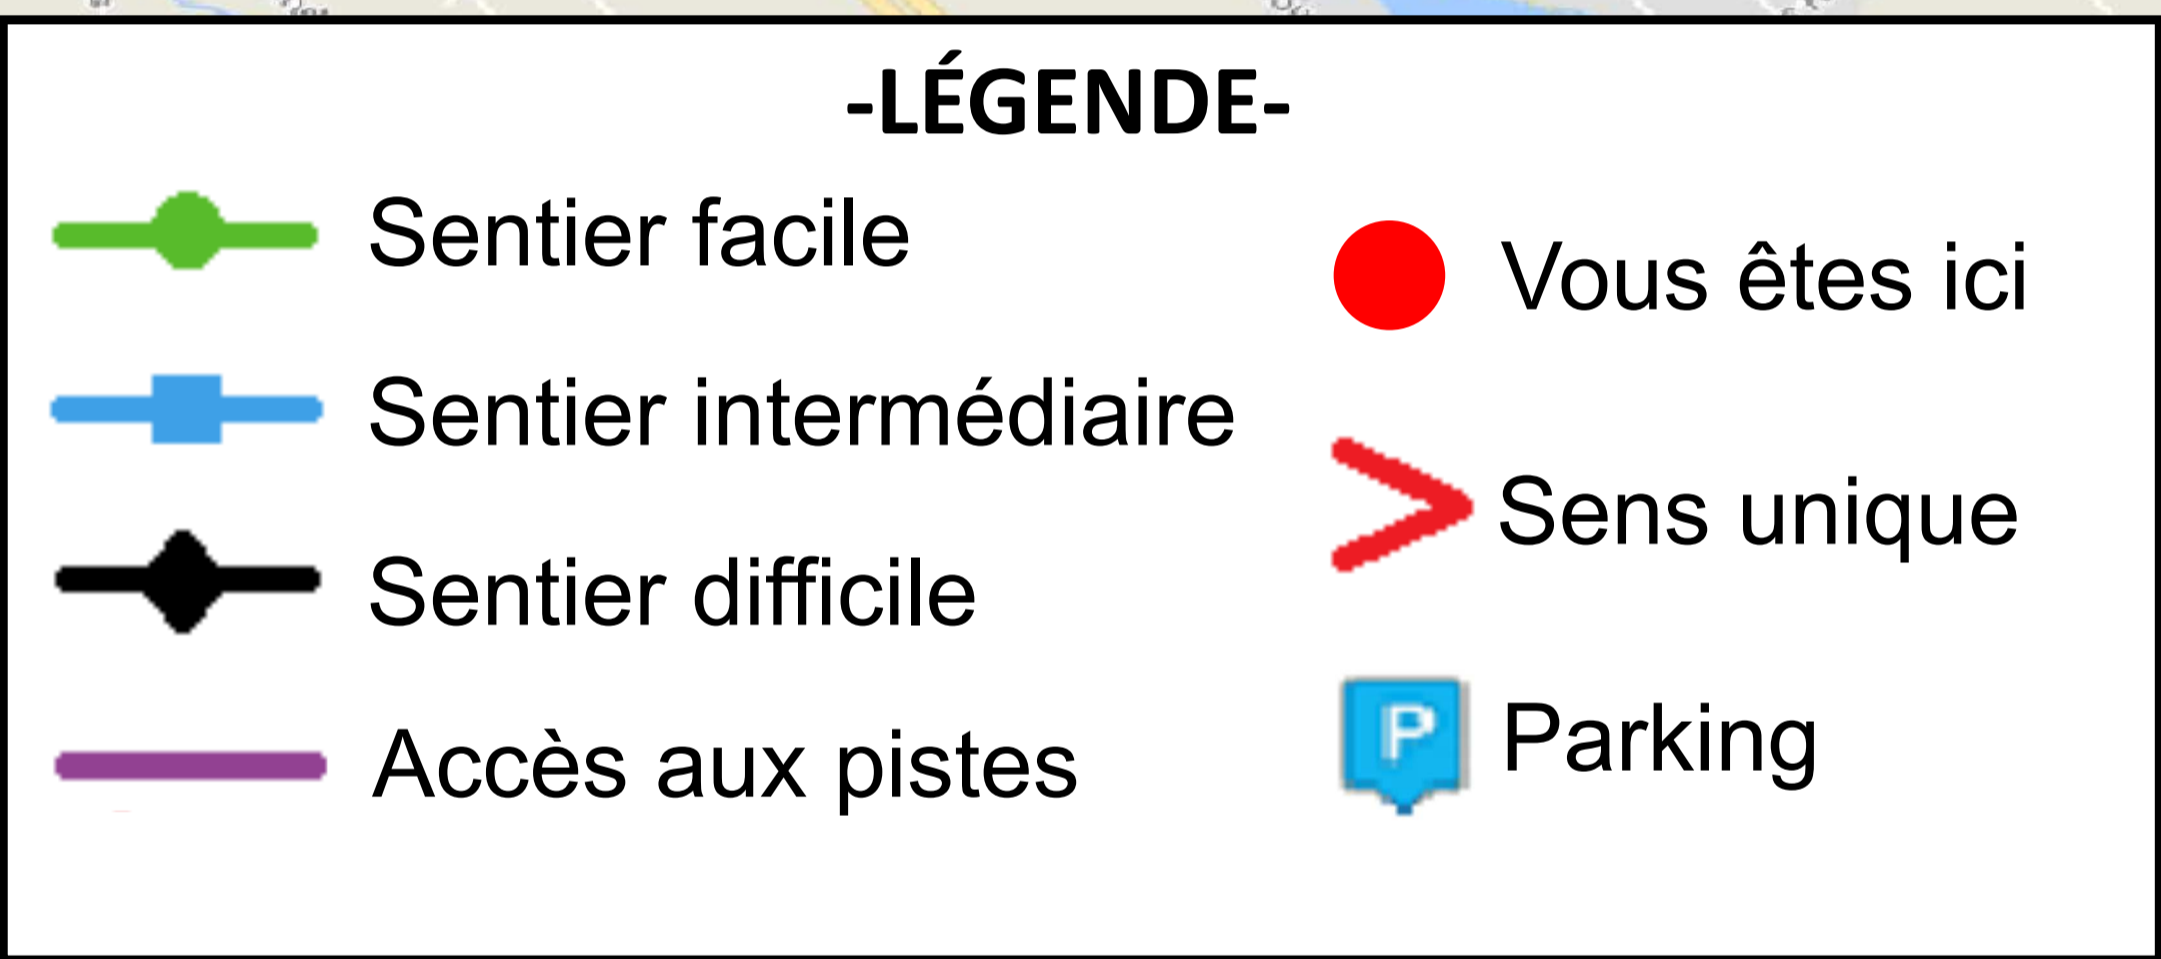 -LÉGENDE-
Sentier facile
Sentier intermédiaire
Sentier difficile
Accès aux pistes
Vous êtes ici
Sens unique
P Parking